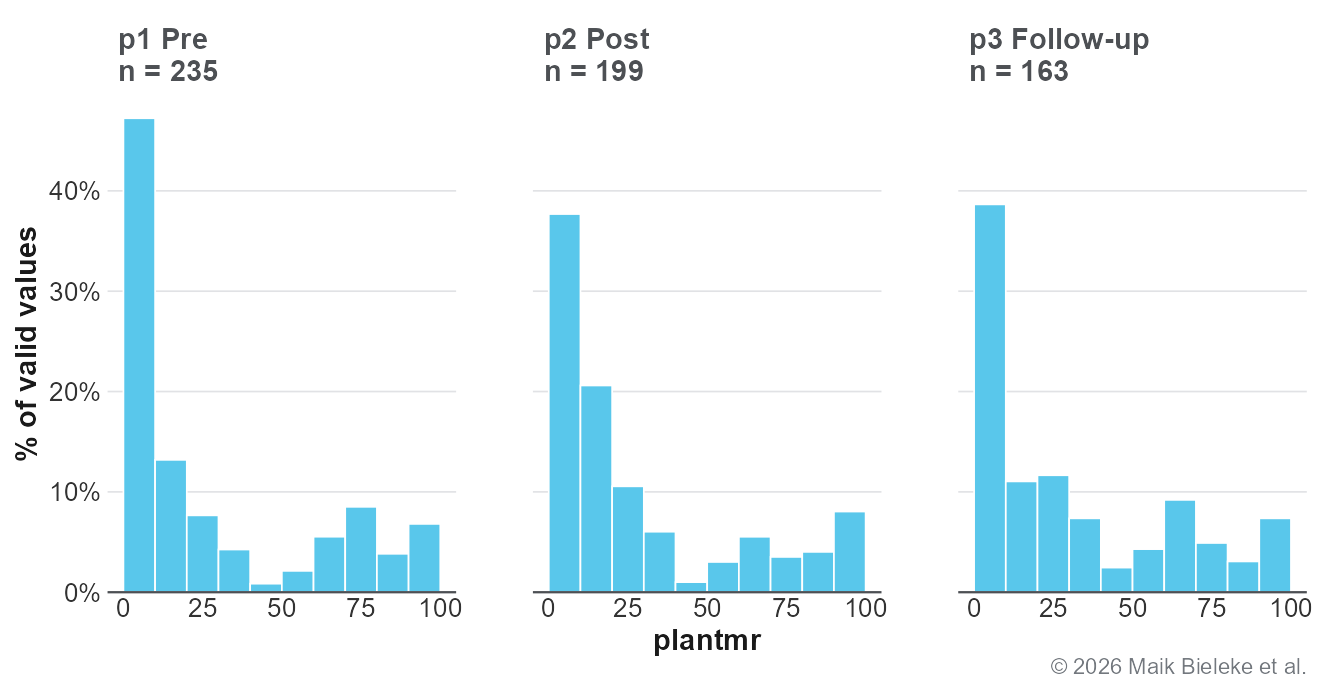 p1 Pre
n = 235
p2 Post
n = 199
p3 Follow-up
n = 163
% of valid values
40%
30%
20%
10%
0%
0 25 50 75 100
0 25 50 75 100
0 25 50 75 100
plantmr
© 2026 Maik Bieleke et al.